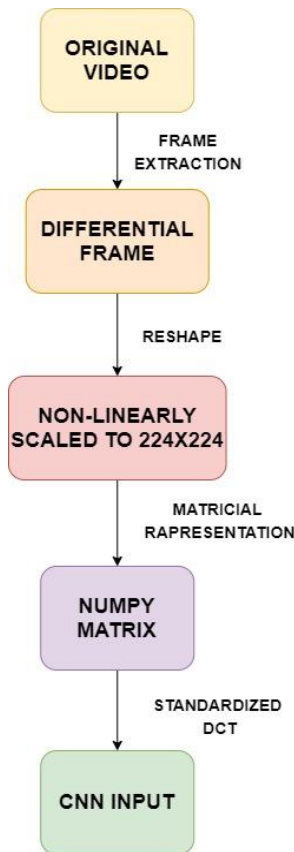 ORIGINAL
VIDEO
FRAME
EXTRACTION
DIFFERENTIAL
FRAME
RESHAPE
NON-LINEARLY
SCALED TO 224X224
MATRICIAL
RAPRESENTATION
NUMPY
MATRIX
STANDARDIZED
DCT
CNN INPUT